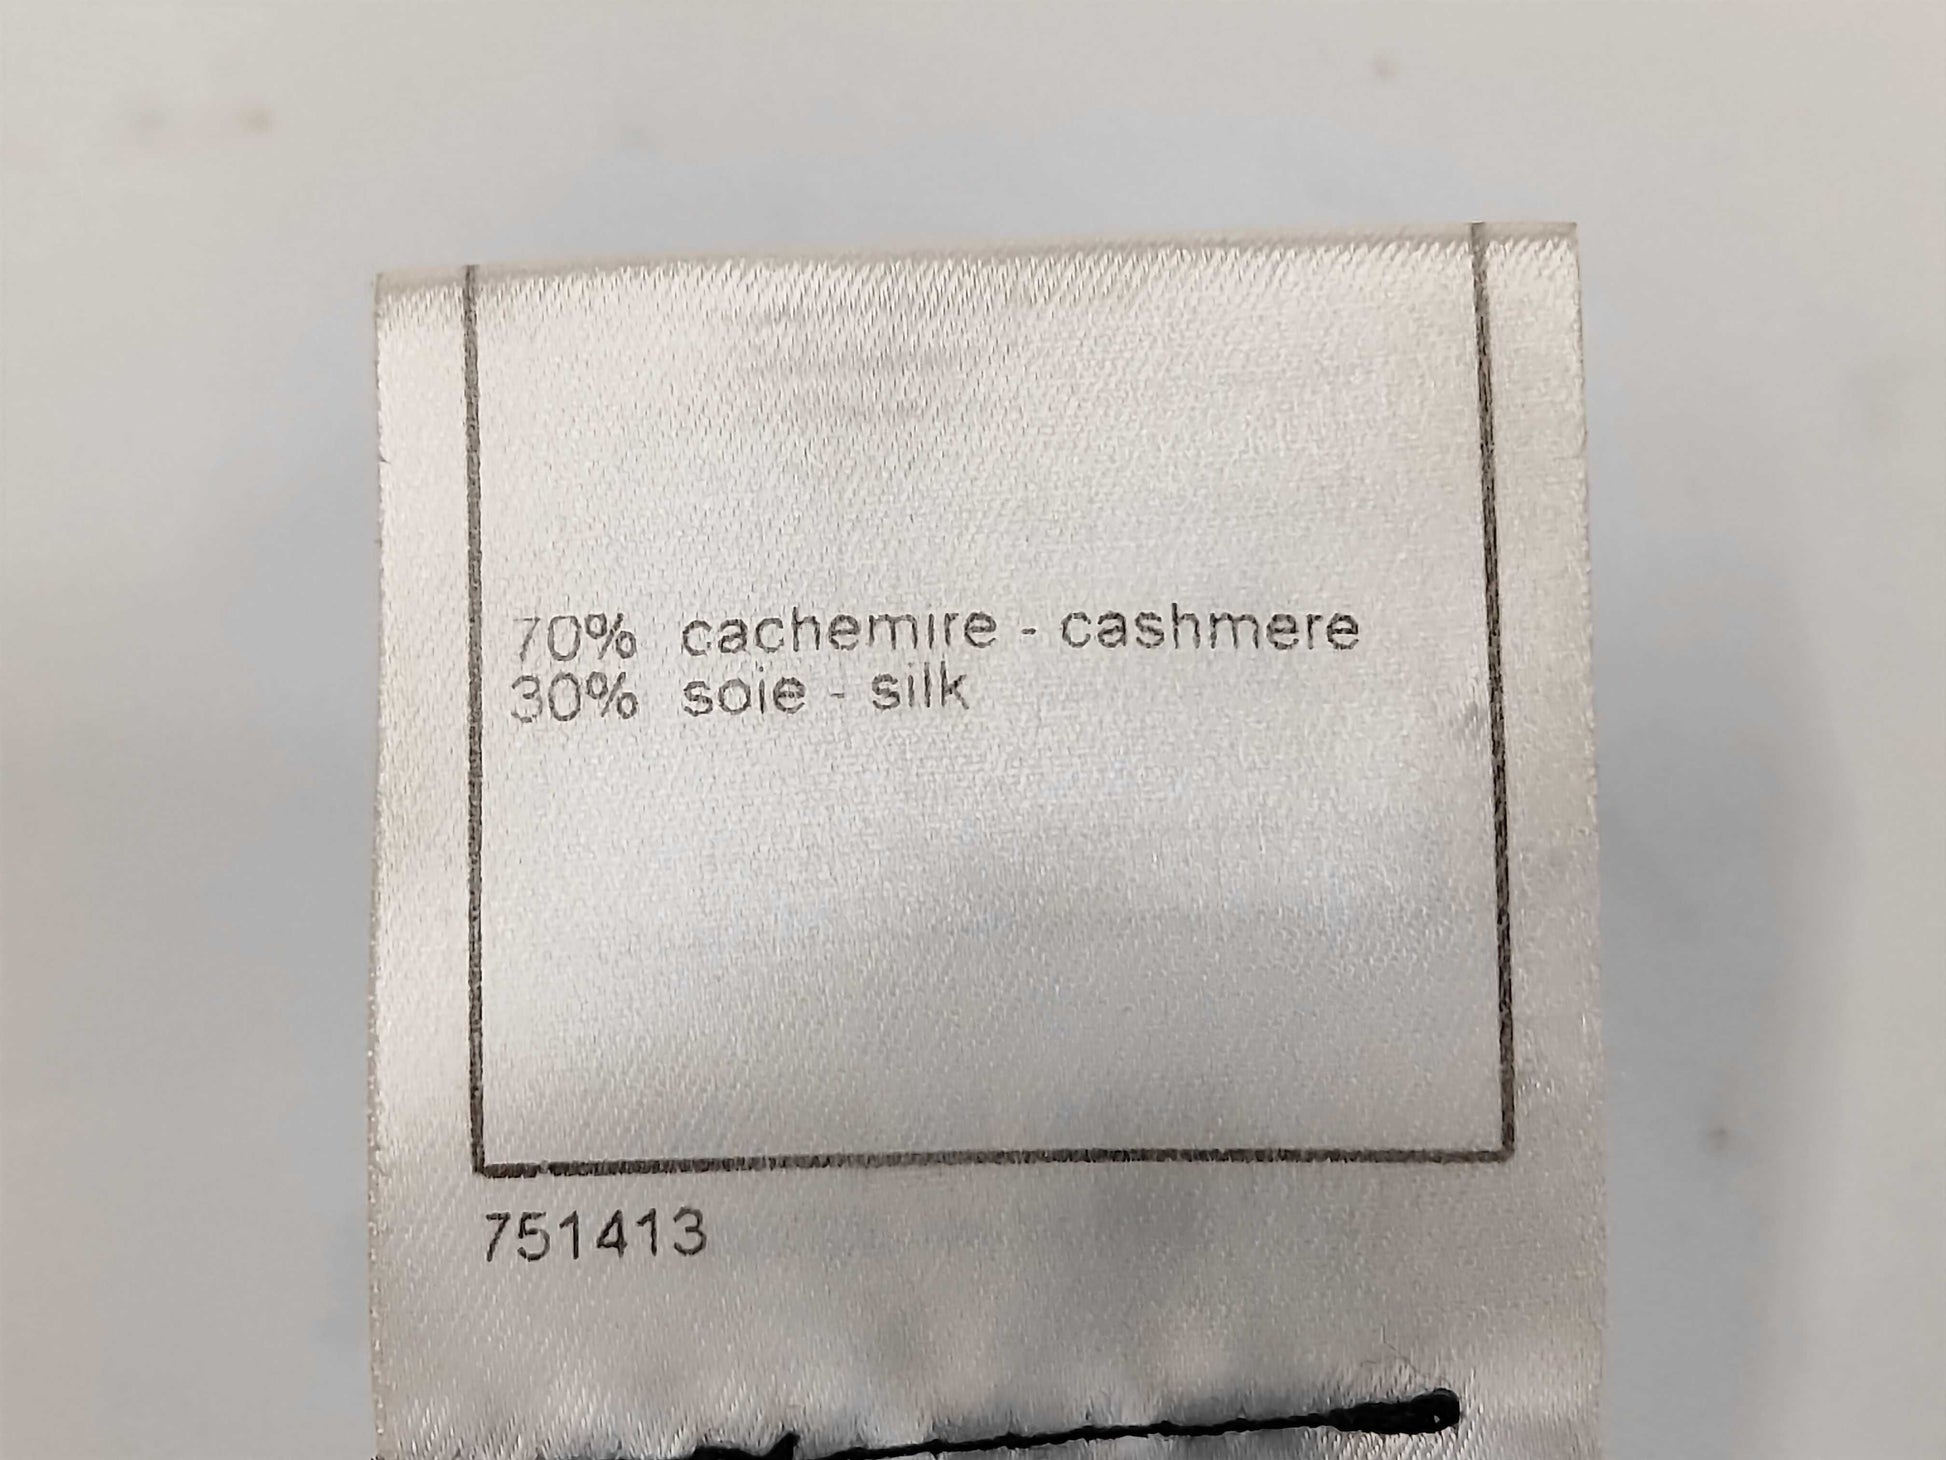 70% cachemire - cashmere
30% soie - silk
751413